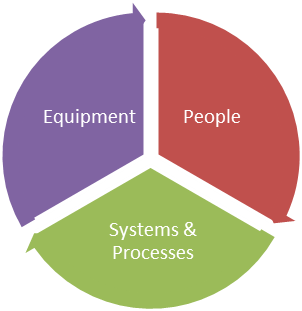 Equipment
People
Systems &
Processes